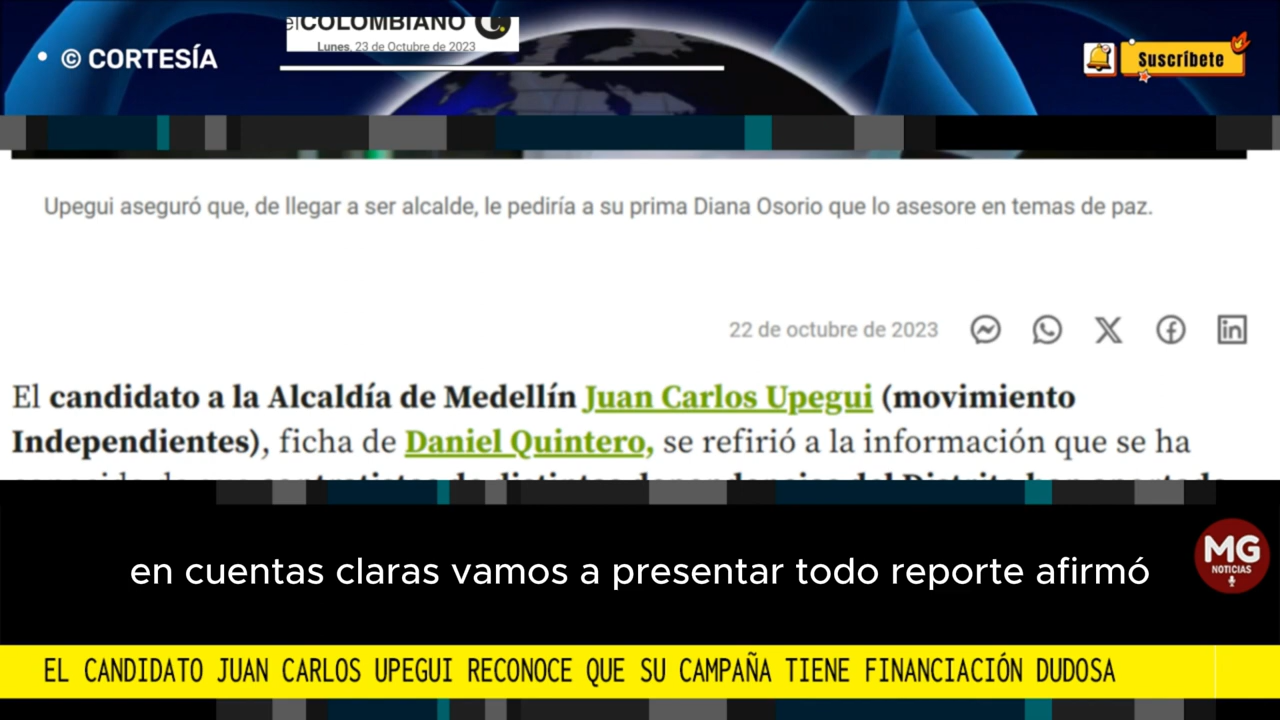 elCOLOMBIANO
Lunes, 23 de Octubre de 2023
© CORTESÍA
Suscríbete
Upegui aseguró que, de llegar a ser alcalde, le pediría a su prima Diana Osorio que lo asesore en temas de paz.
22 de octubre de 2023
El candidato a la Alcaldía de Medellín Juan Carlos Upegui (movimiento
Independientes), ficha de Daniel Quintero, se refirió a la información que se ha
en cuentas claras vamos a presentar todo reporte afirmó
MG
NOTICIAS
EL CANDIDATO JUAN CARLOS UPEGUI RECONOCE QUE SU CAMPAÑA TIENE FINANCIACIÓN DUDOSA